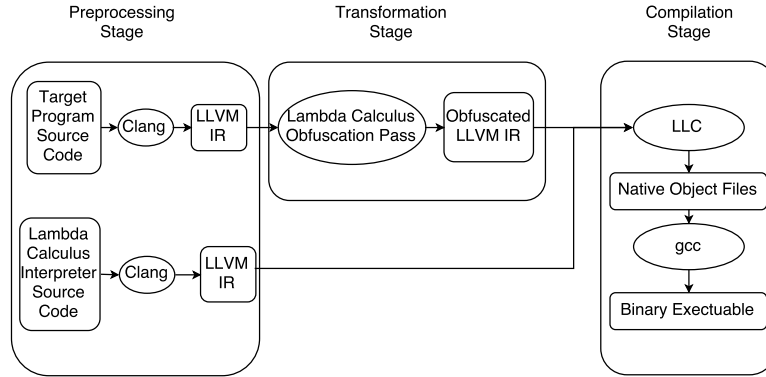 Preprocessing
Stage
Transformation
Stage
Compilation
Stage
Target
Program
Source
Code
Clang
LLVM
IR
Lambda Calculus
Obfuscation Pass
Obfuscated
LLVM IR
LLC
Native Object Files
gcc
Binary Exectuable
Lambda
Calculus
Interpreter
Source
Code
Clang
LLVM
IR